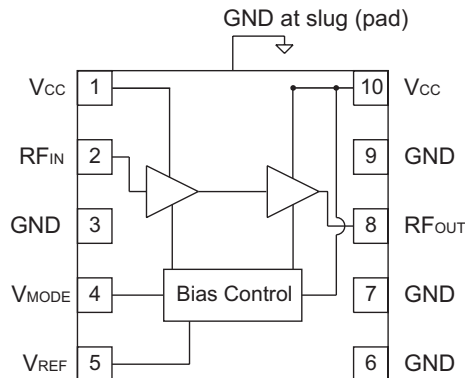 GND at slug (pad)
VCC 1 10 VCC
RFIN 2 9 GND
GND 3 8 RFOUT
VMODE 4 Bias Control 7 GND
VREF 5 6 GND